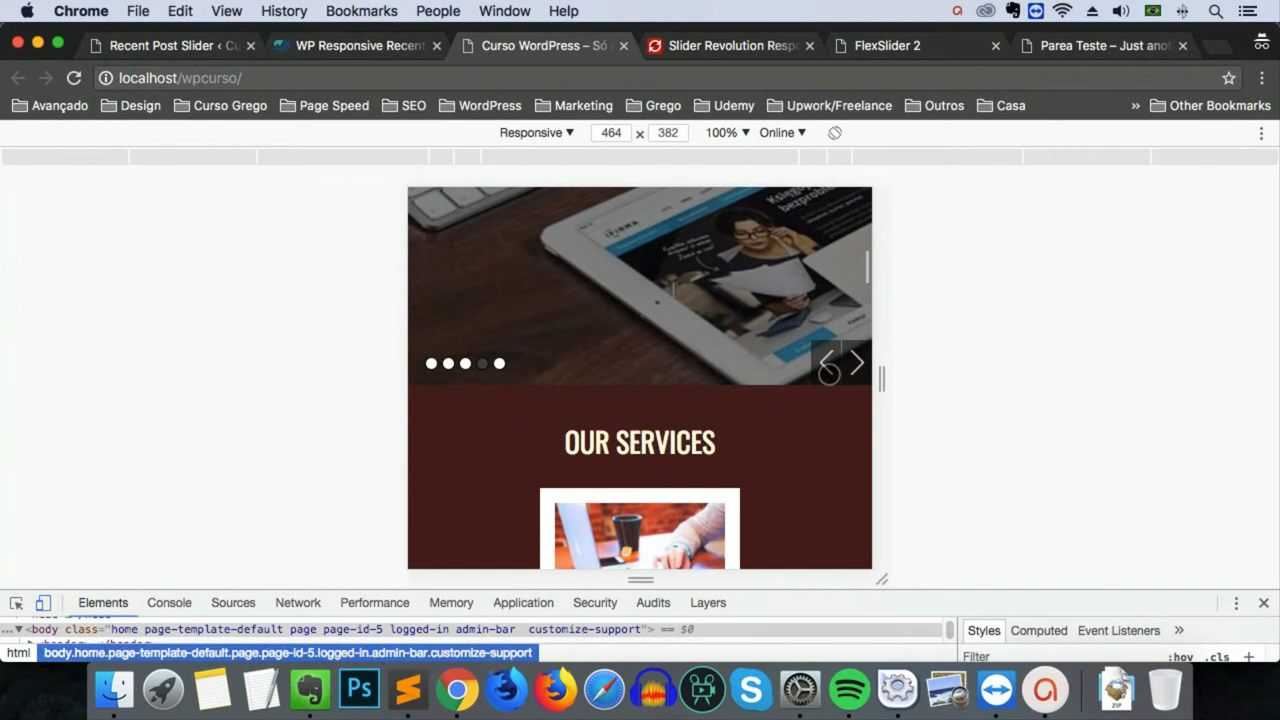 Chrome File Edit View History Bookmarks People Window Help
Recent Post Slider ‹ Cu
WP Responsive Recent
Curso WordPress – Só
Slider Revolution Resp
FlexSlider 2
Parea Teste – Just anot
localhost/wpcurso/
Avançado Design Curso Grego Page Speed SEO WordPress Marketing Grego Udemy Upwork/Freelance Outros Casa » Other Bookmarks
Responsive ▼ 464 × 382 100% ▼ Online ▼
Księgo
bezproble
OUR SERVICES
Elements Console Sources Network Performance Memory Application Security Audits Layers
...▼<body class="home page-template-default page page-id-5 logged-in admin-bar customize-support"> == $0
Styles Computed Event Listeners »
html body.home.page-template-default.page.page-id-5.logged-in.admin-bar.customize-support
Filter :hov .cls
Ps
ZIP